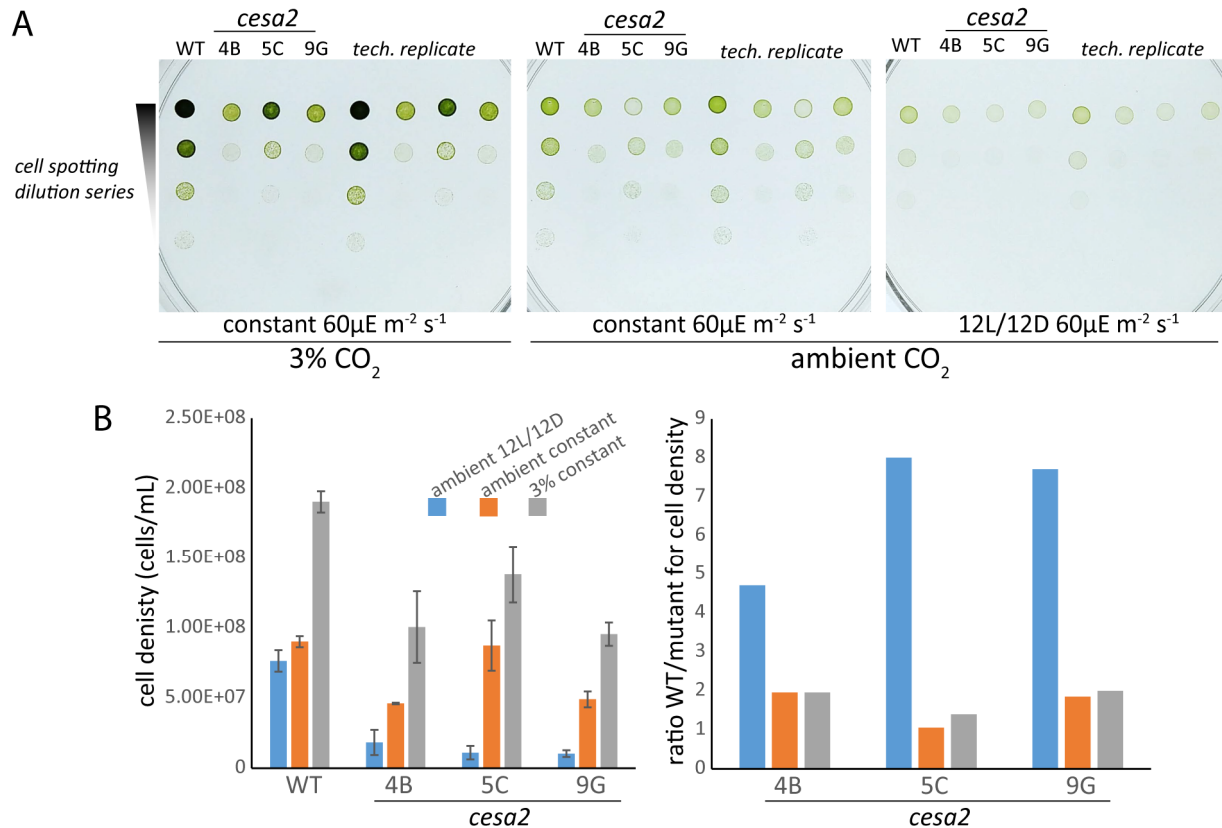 A
cesa2
WT 4B 5C 9G tech. replicate
cesa2
WT 4B 5C 9G tech. replicate
cesa2
WT 4B 5C 9G tech. replicate
cell spotting
dilution series
constant 60µE m⁻² s⁻¹
constant 60µE m⁻² s⁻¹
12L/12D 60µE m⁻² s⁻¹
3% CO₂
ambient CO₂
B
cell denisty (cells/mL)
2.50E+08
2.00E+08
1.50E+08
1.00E+08
5.00E+07
0
ambient 12L/12D
ambient constant
3% constant
WT 4B 5C 9G
cesa2
ratio WT/mutant for cell density
9
8
7
6
5
4
3
2
1
0
4B 5C 9G
cesa2